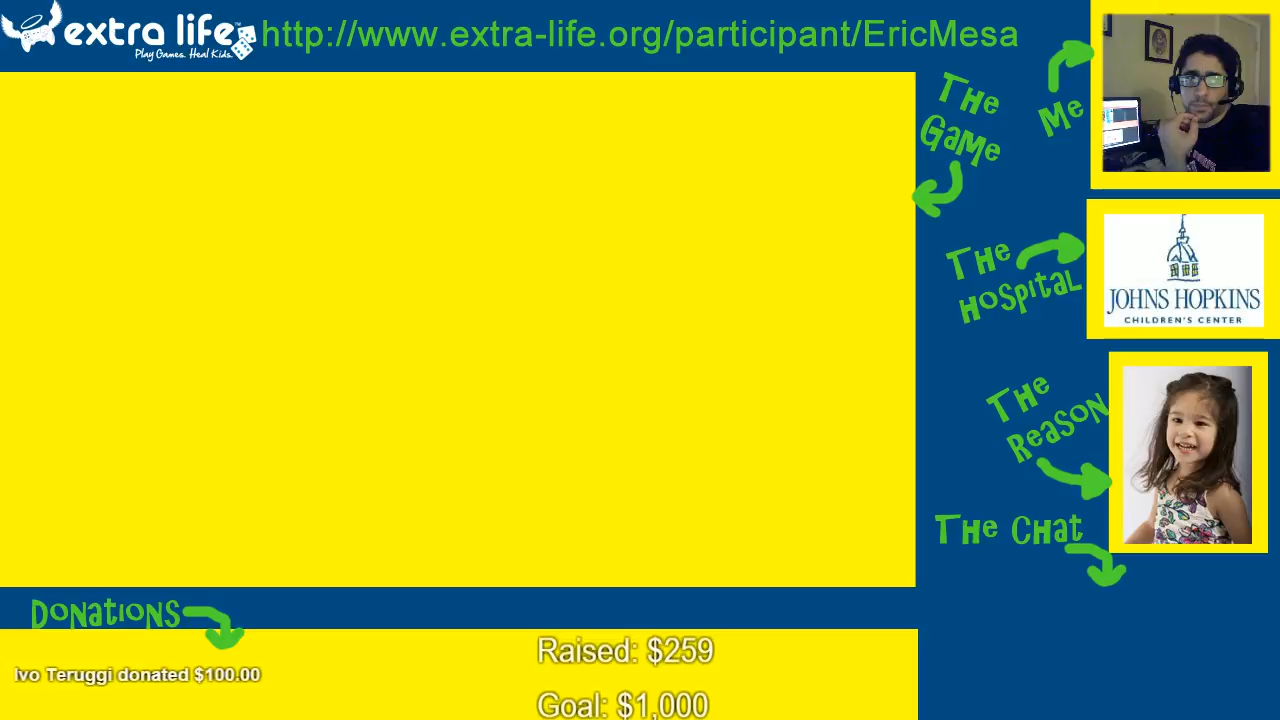 extra life
Play Games. Heal Kids.
http://www.extra-life.org/participant/EricMesa
The
Game
Me
The
Hospital
JOHNS HOPKINS
CHILDREN'S CENTER
The
Reason
The Chat
Donations
Ivo Teruggi donated $100.00
Raised: $259
Goal: $1,000